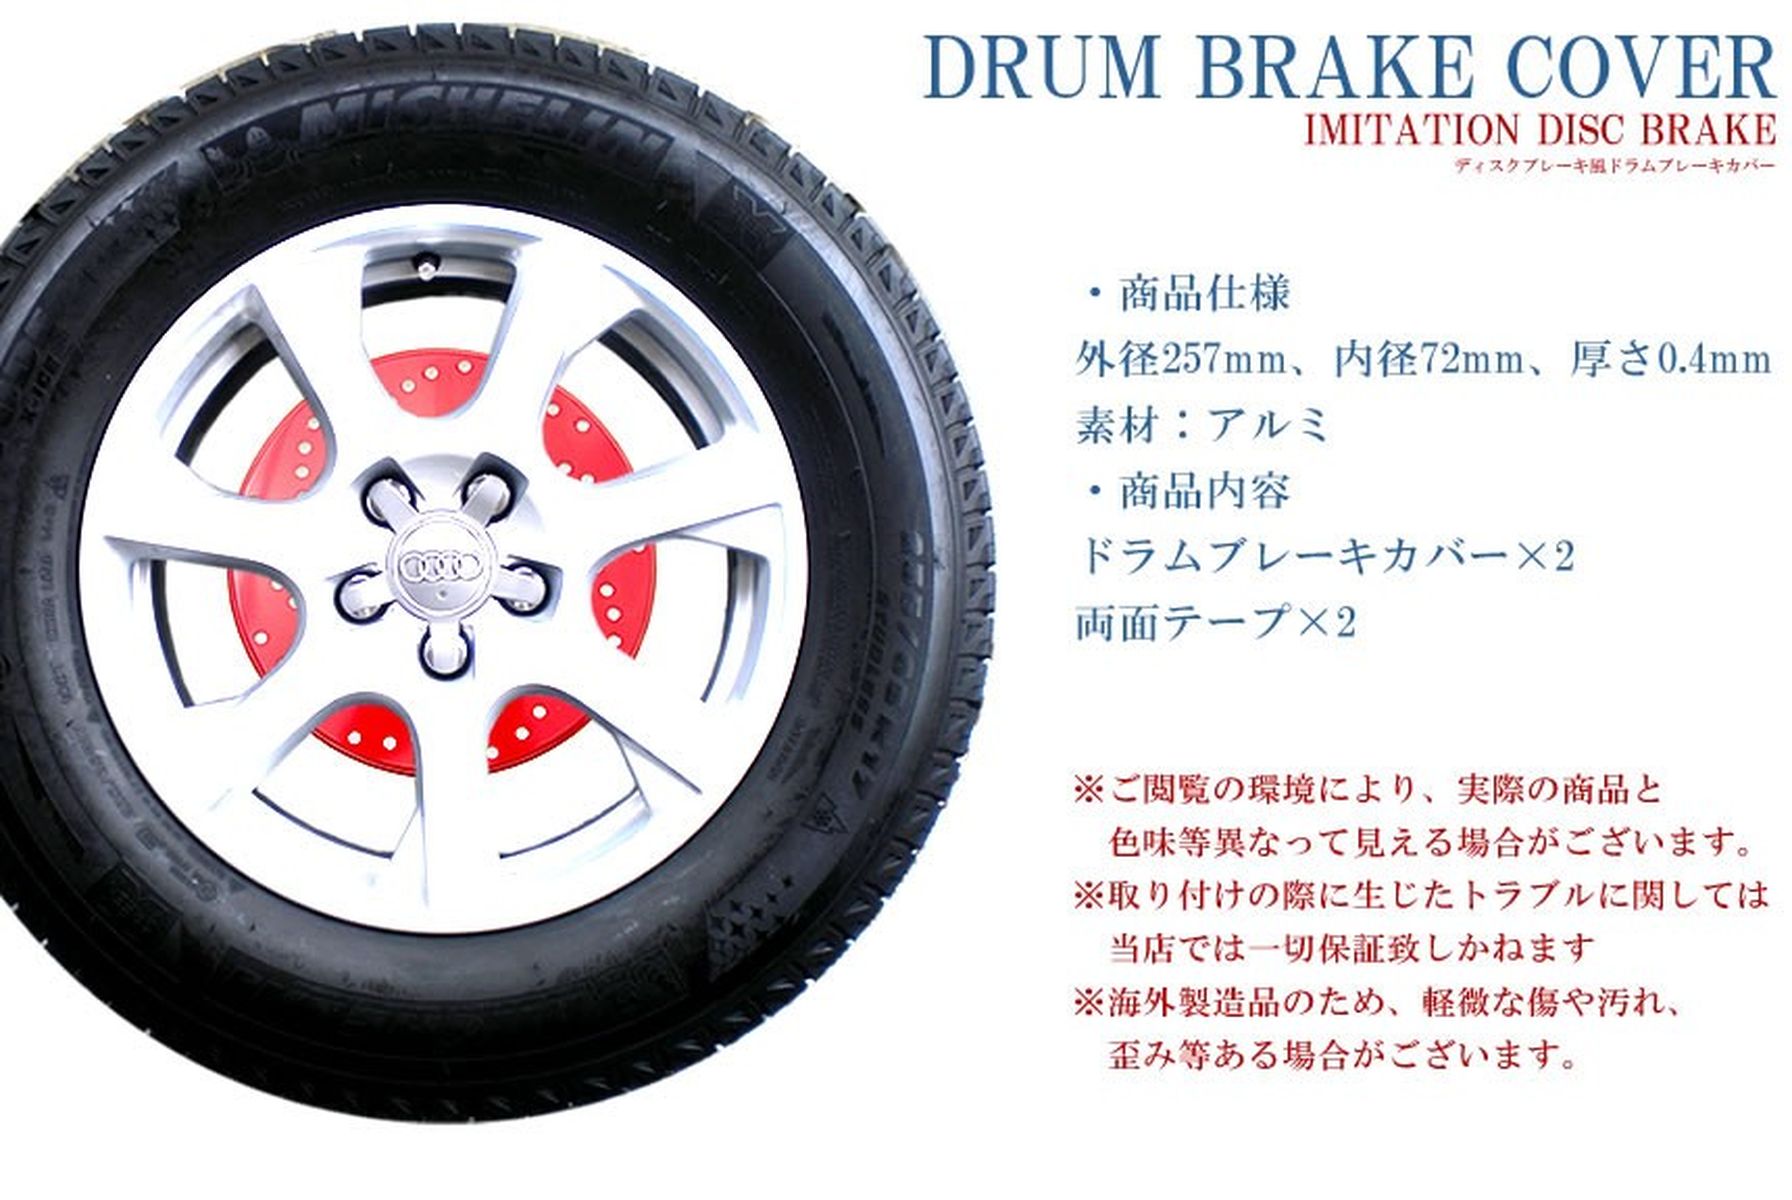 DRUM BRAKE COVER
IMITATION DISC BRAKE
ディスクブレーキ風ドラムブレーキカバー
・商品仕様
外径257mm、内径72mm、厚さ0.4mm
素材：アルミ
・商品内容
ドラムブレーキカバー×2
両面テープ×2
※ご閲覧の環境により、実際の商品と
色味等異なって見える場合がございます。
※取り付けの際に生じたトラブルに関しては
当店では一切保証致しかねます
※海外製造品のため、軽微な傷や汚れ、
歪み等ある場合がございます。
MICHELIN
X-ICE